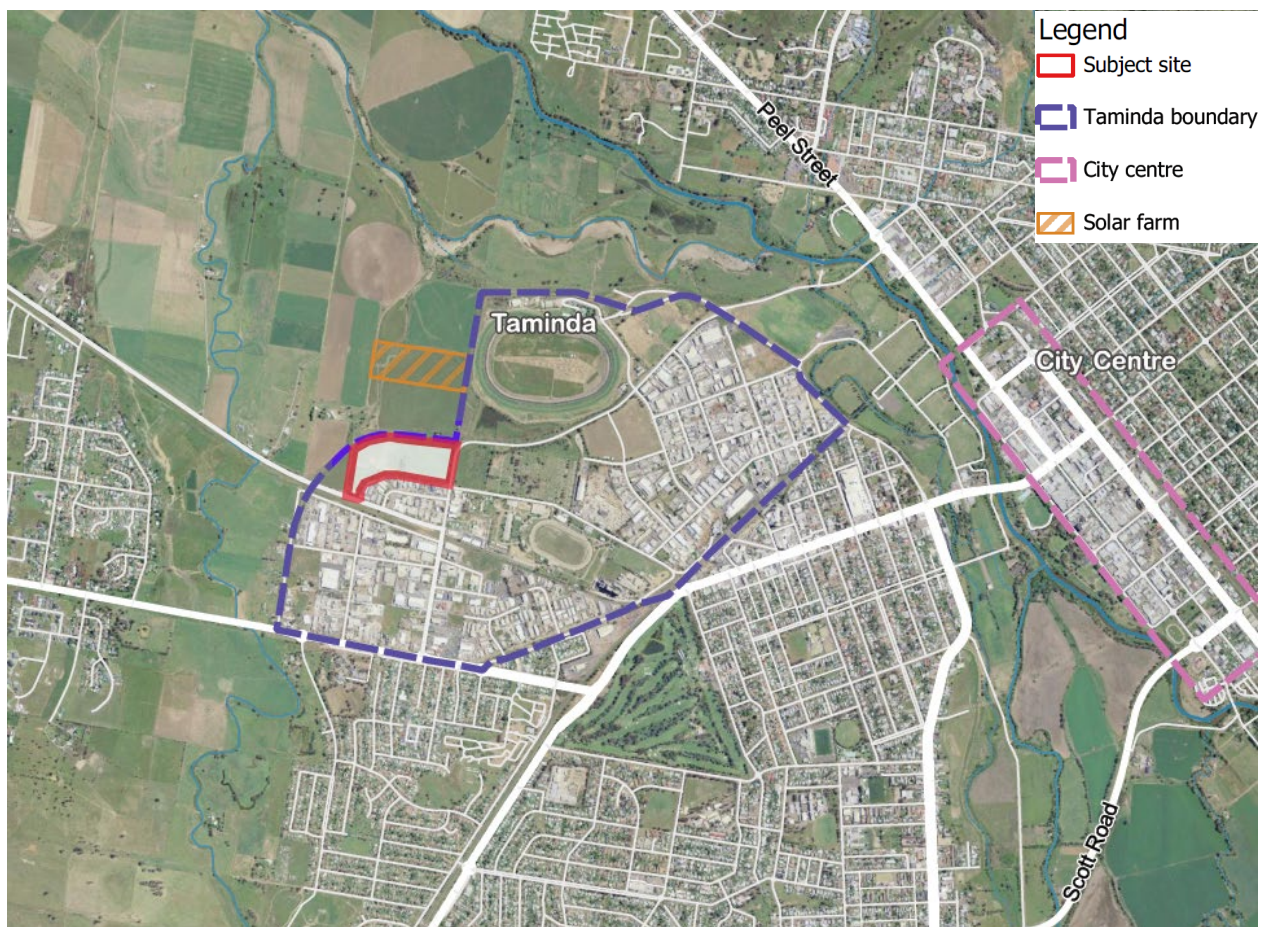 Legend
Subject site
Taminda boundary
City centre
Solar farm
Peel Street
Taminda
City Centre
Scott Road